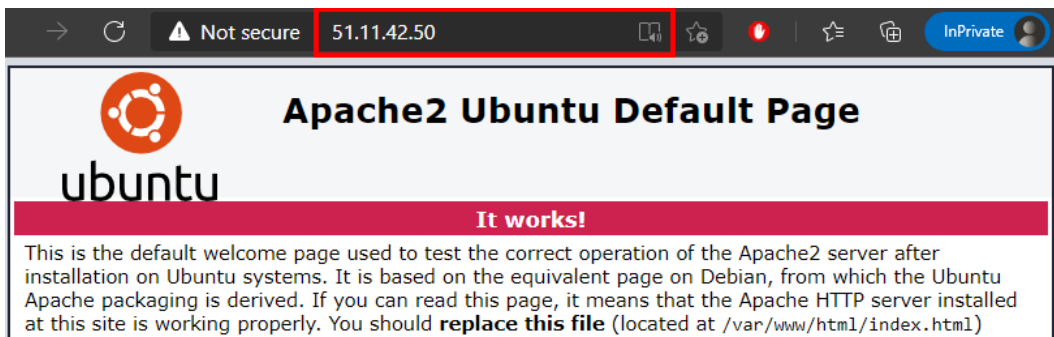 Not secure 51.11.42.50 InPrivate
Apache2 Ubuntu Default Page
ubuntu
It works!
This is the default welcome page used to test the correct operation of the Apache2 server after
installation on Ubuntu systems. It is based on the equivalent page on Debian, from which the Ubuntu
Apache packaging is derived. If you can read this page, it means that the Apache HTTP server installed
at this site is working properly. You should replace this file (located at /var/www/html/index.html)